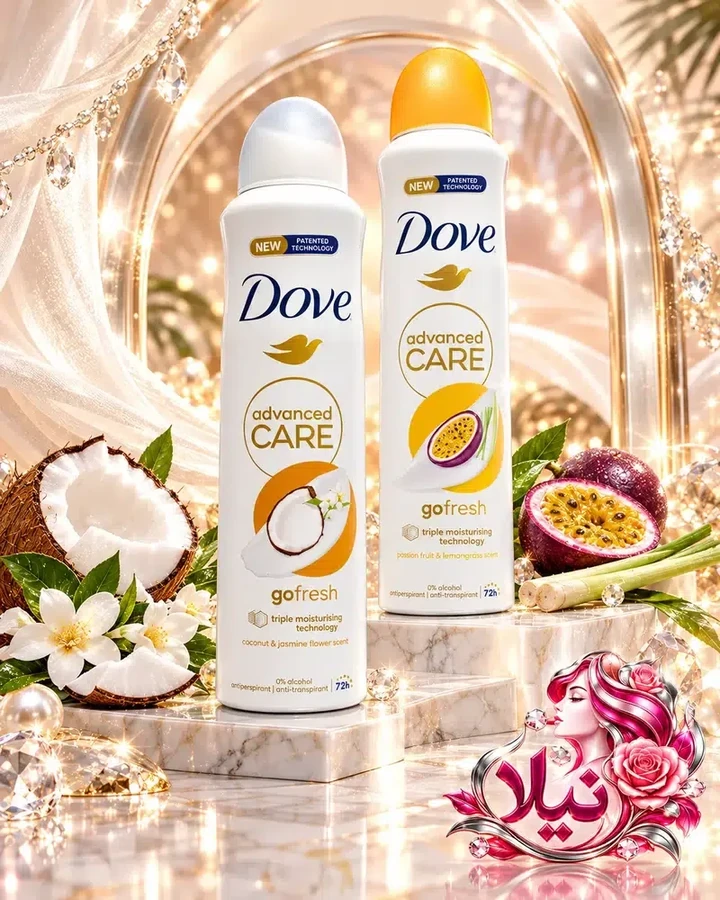 NEW PATENTED TECHNOLOGY
Dove
advanced
CARE
gofresh
triple moisturising
technology
coconut & jasmine flower scent
0% alcohol
antiperspirant | anti-transpirant
72h
NEW PATENTED TECHNOLOGY
Dove
advanced
CARE
gofresh
triple moisturising
technology
passion fruit & lemongrass scent
0% alcohol
antiperspirant | anti-transpirant
72h
نیلا